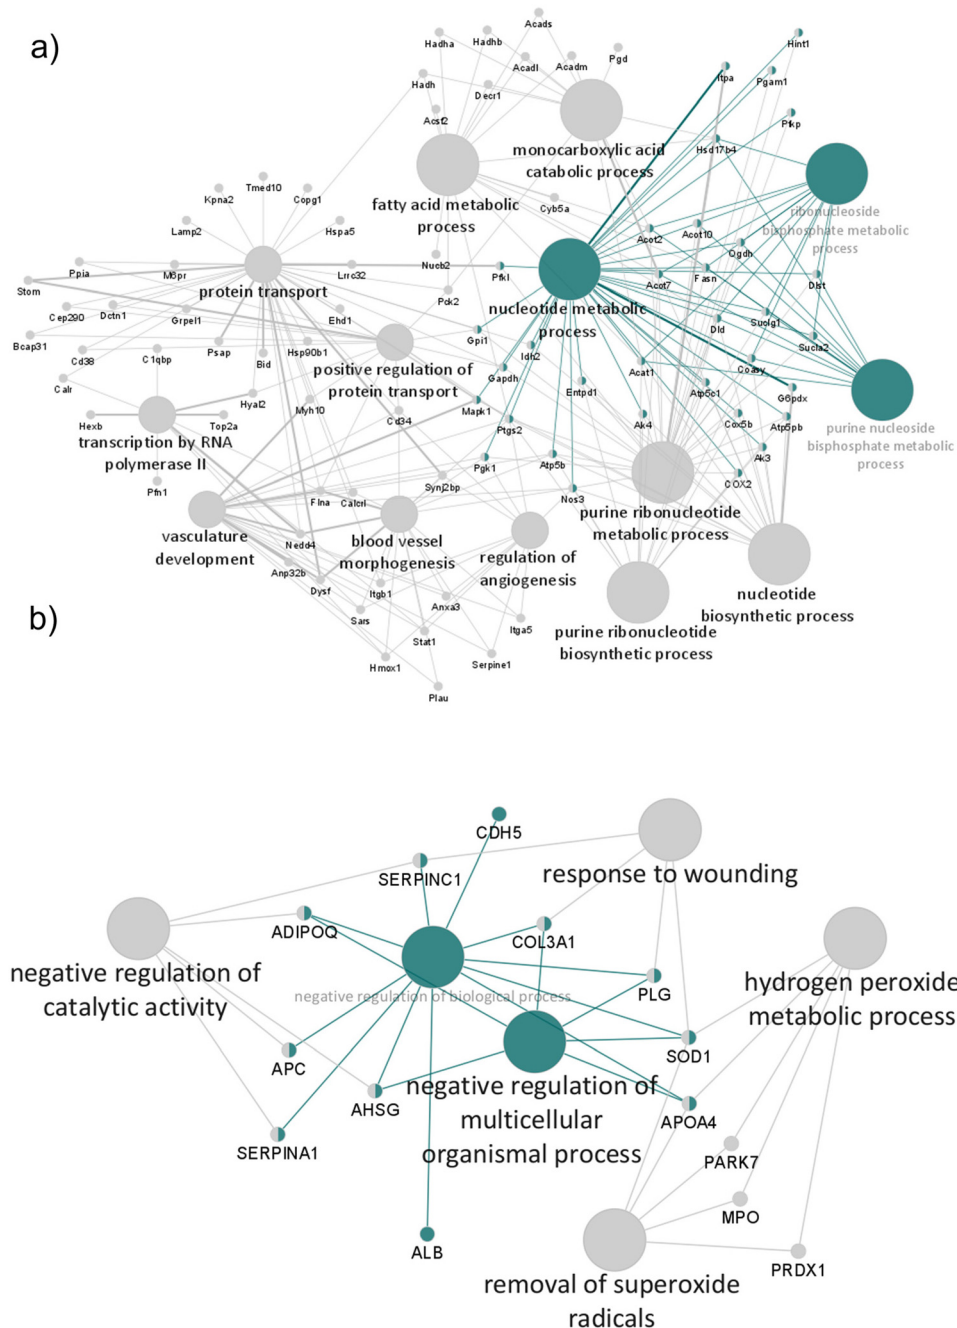 a)
Acads
Hadha
Hadhb
Hint1
Acadl
Acadm
Pgd
Itpa
Pgam1
Hadh
Decr1
Acsf2
Pfkp
monocarboxylic acid
catabolic process
Hsd17b4
Tmed10
Kpna2
Copg1
fatty acid metabolic
process
Cyb5a
ribonucleoside
bisphosphate metabolic
process
Lamp2
Hspa5
Acot2
Acot10
Ogdh
Nucb2
Ppia
M6pr
Lrrc32
Pfkl
Stom
protein transport
Acot7
Fasn
Dlst
Pck2
nucleotide metabolic
process
Cep290
Dctn1
Grpel1
Ehd1
Dld
Suclg1
Bcap31
Cd38
C1qbp
Psap
Bid
Hsp90b1
Gpi1
Idh2
Sucla2
positive regulation of
protein transport
Gapdh
Acat1
Coasy
Calr
Entpd1
Atp5c1
G6pdx
Hyal2
Myh10
Cd34
Mapk1
Hexb
Top2a
Ptgs2
Ak4
Cox5b
Atp5pb
purine nucleoside
bisphosphate metabolic
process
transcription by RNA
polymerase II
Pgk1
Atp5b
Ak3
Pfn1
Synj2bp
COX2
Flna
Calcrl
Nos3
purine ribonucleotide
metabolic process
vasculature
development
Nedd4
blood vessel
morphogenesis
regulation of
angiogenesis
Anp32b
Dysf
Itgb1
Anxa3
nucleotide
biosynthetic process
Sars
Itga5
purine ribonucleotide
biosynthetic process
Stat1
Hmox1
Serpine1
Plau
b)
CDH5
SERPINC1
response to wounding
ADIPOQ
COL3A1
negative regulation of
catalytic activity
negative regulation of biological process
PLG
hydrogen peroxide
metabolic process
APC
SOD1
AHSG
negative regulation of
multicellular
organismal process
APOA4
SERPINA1
PARK7
MPO
ALB
PRDX1
removal of superoxide
radicals